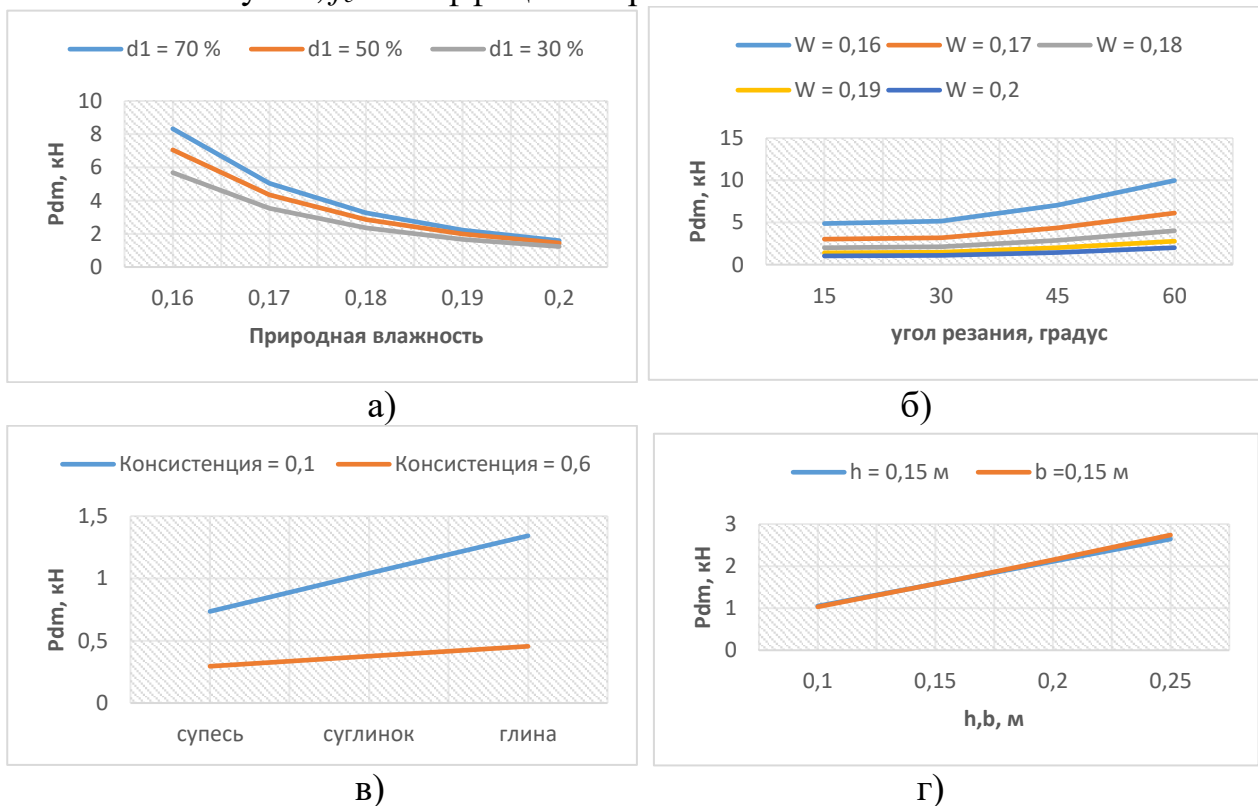 d1 = 70 % d1 = 50 % d1 = 30 %
Pdm, кН
10
8
6
4
2
0
0,16 0,17 0,18 0,19 0,2
Природная влажность
а)
W = 0,16 W = 0,17 W = 0,18
W = 0,19 W = 0,2
Pdm, кН
15
10
5
0
15 30 45 60
угол резания, градус
б)
Консистенция = 0,1 Консистенция = 0,6
Pdm, кН
1,5
1
0,5
0
супесь суглинок глина
в)
h = 0,15 м b =0,15 м
Pdm, кН
3
2
1
0
0,1 0,15 0,2 0,25
h,b, м
г)